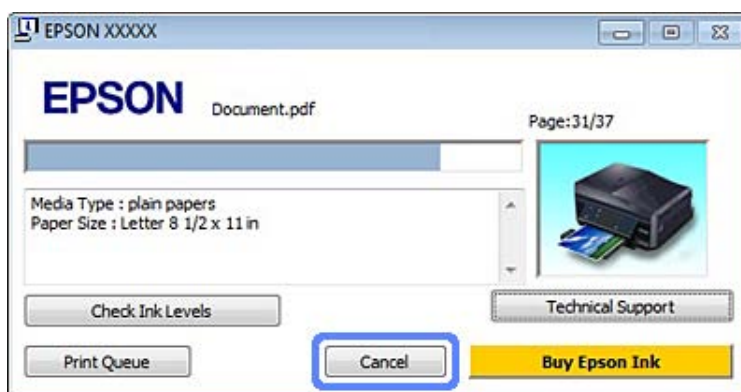 EPSON XXXXX
EPSON Document.pdf
Page:31/37
Media Type : plain papers
Paper Size : Letter 8 1/2 x 11 in
Check Ink Levels
Technical Support
Print Queue
Cancel
Buy Epson Ink